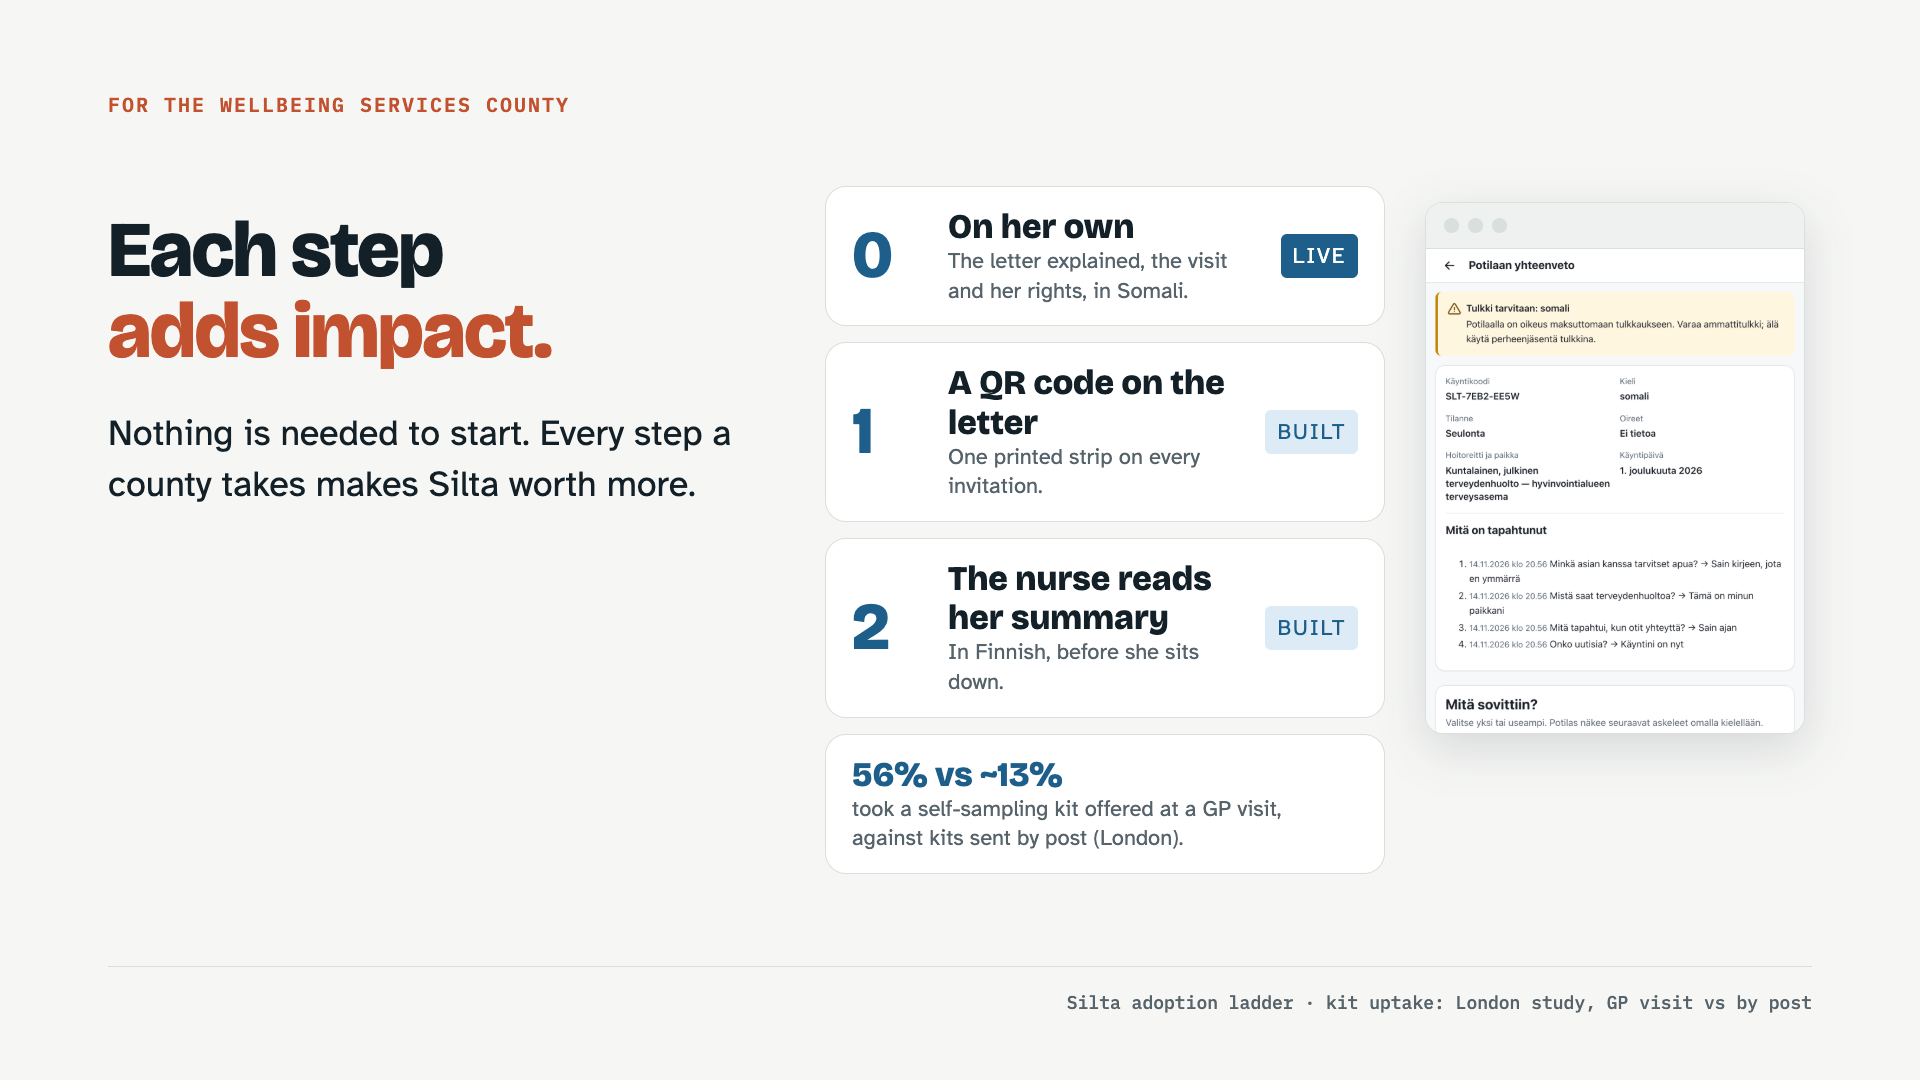 FOR THE WELLBEING SERVICES COUNTY
Each step
adds impact.
Nothing is needed to start. Every step a
county takes makes Silta worth more.
0
On her own
The letter explained, the visit
and her rights, in Somali.
LIVE
1
A QR code on the
letter
One printed strip on every
invitation.
BUILT
2
The nurse reads
her summary
In Finnish, before she sits
down.
BUILT
56% vs ~13%
took a self-sampling kit offered at a GP visit,
against kits sent by post (London).
← Potilaan yhteenveto
Tulkki tarvitaan: somali
Potilaalla on oikeus maksuttomaan tulkkaukseen. Varaa ammattitulkki; älä
käytä perheenjäsentä tulkkina.
Käyntikoodi
SLT-7EB2-EE5W
Kieli
somali
Tilanne
Seulonta
Oireet
Ei tietoa
Hoitoreitti ja paikka
Kuntalainen, julkinen
terveydenhuolto — hyvinvointialueen
terveysasema
Käyntipäivä
1. joulukuuta 2026
Mitä on tapahtunut
1. 14.11.2026 klo 20.56 Minkä asian kanssa tarvitset apua? → Sain kirjeen, jota
en ymmärrä
2. 14.11.2026 klo 20.56 Mistä saat terveydenhuoltoa? → Tämä on minun
paikkani
3. 14.11.2026 klo 20.56 Mitä tapahtui, kun otit yhteyttä? → Sain ajan
4. 14.11.2026 klo 20.56 Onko uutisia? → Käyntini on nyt
Mitä sovittiin?
Valitse yksi tai useampi. Potilas näkee seuraavat askeleet omalla kielellään.
Silta adoption ladder · kit uptake: London study, GP visit vs by post